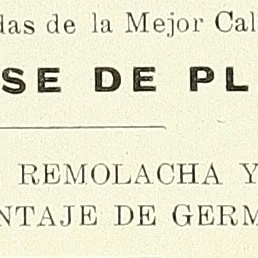 das de la Mejor Cal
SE DE PL
REMOLACHA Y
NTAJE DE GERM